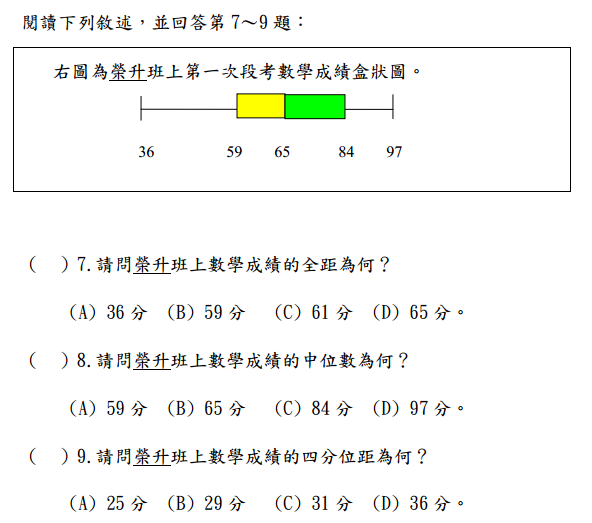 閱讀下列敘述，並回答第 7～9 題：
右圖為榮升班上第一次段考數學成績盒狀圖。
36 59 65 84 97
（ ）7.請問榮升班上數學成績的全距為何？
（A）36 分 （B）59 分 （C）61 分 （D）65 分。
（ ）8.請問榮升班上數學成績的中位數為何？
（A）59 分 （B）65 分 （C）84 分 （D）97 分。
（ ）9.請問榮升班上數學成績的四分位距為何？
（A）25 分 （B）29 分 （C）31 分 （D）36 分。